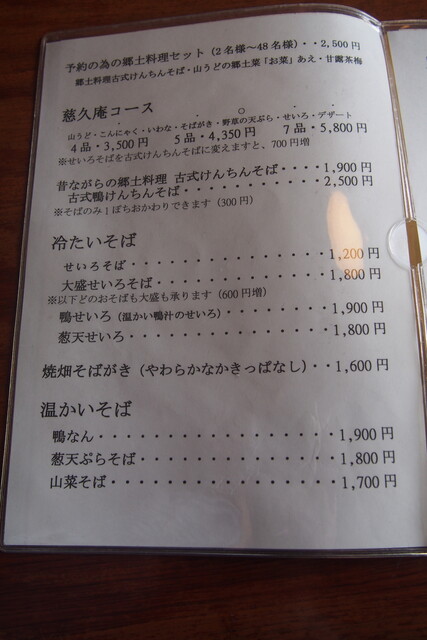 予約の為の郷土料理セット（２名様〜48名様）・・2,500円
郷土料理古式けんちんそば・山うどの郷土菜「お菜」あえ・甘露茶梅
慈久庵コース
山うど・こんにゃく・いわな・そばがき・野草の天ぷら・せいろ・デザート
４品・3,500円　５品・4,350円　７品・5,800円
※せいろそばを古式けんちんそばに変えますと、700円増
昔ながらの郷土料理 古式けんちんそば・・・・1,900円
古式鴨けんちんそば・・・・・・・・・・2,500円
※そばのみ１ぼちおかわりできます（300円）
冷たいそば
せいろそば・・・・・・・・・・・・・・1,200円
大盛せいろそば・・・・・・・・・・・・1,800円
※以下どのおそばも大盛も承ります（600円増）
鴨せいろ（温かい鴨汁のせいろ）・・・・・・1,900円
葱天せいろ・・・・・・・・・・・・・・1,800円
焼畑そばがき（やわらかなかきっぱなし）・・1,600円
温かいそば
鴨なん・・・・・・・・・・・・・・・・1,900円
葱天ぷらそば・・・・・・・・・・・・・1,800円
山菜そば・・・・・・・・・・・・・・・1,700円